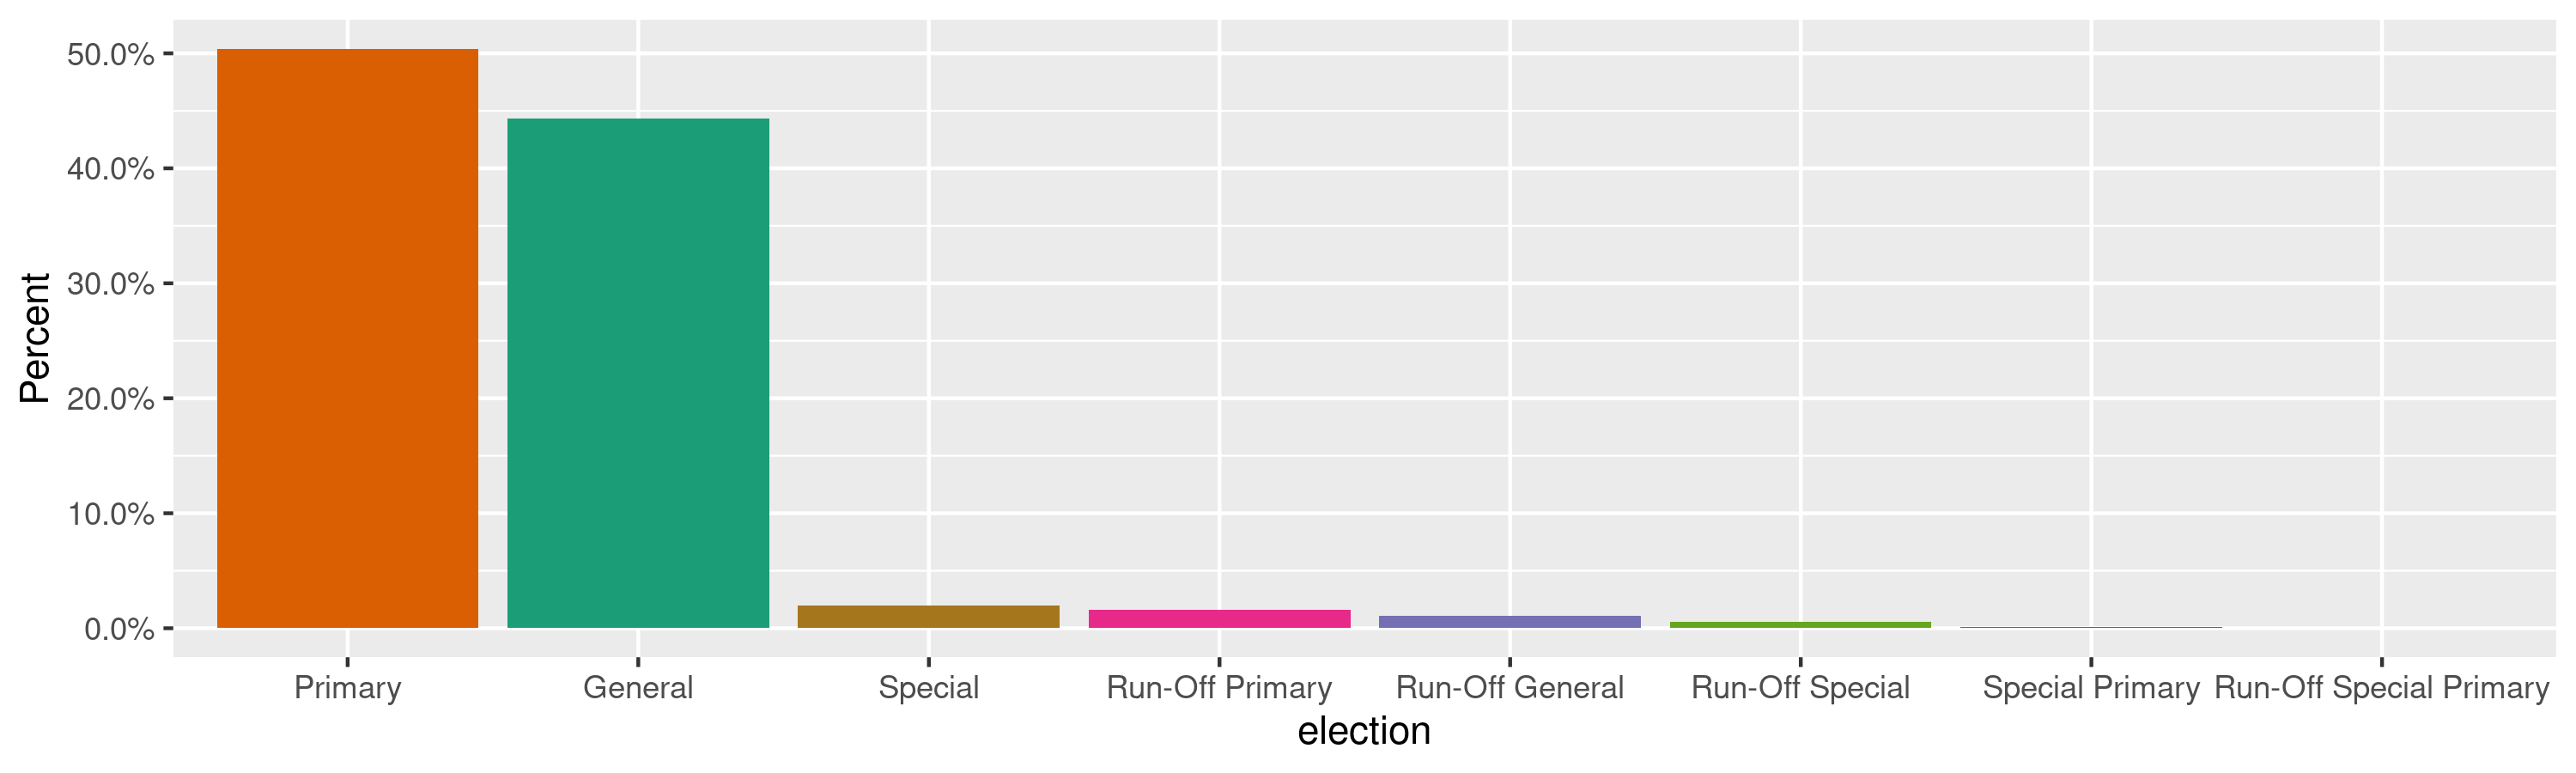 Percent
50.0%
40.0%
30.0%
20.0%
10.0%
0.0%
Primary General Special Run-Off Primary Run-Off General Run-Off Special Special Primary Run-Off Special Primary
election